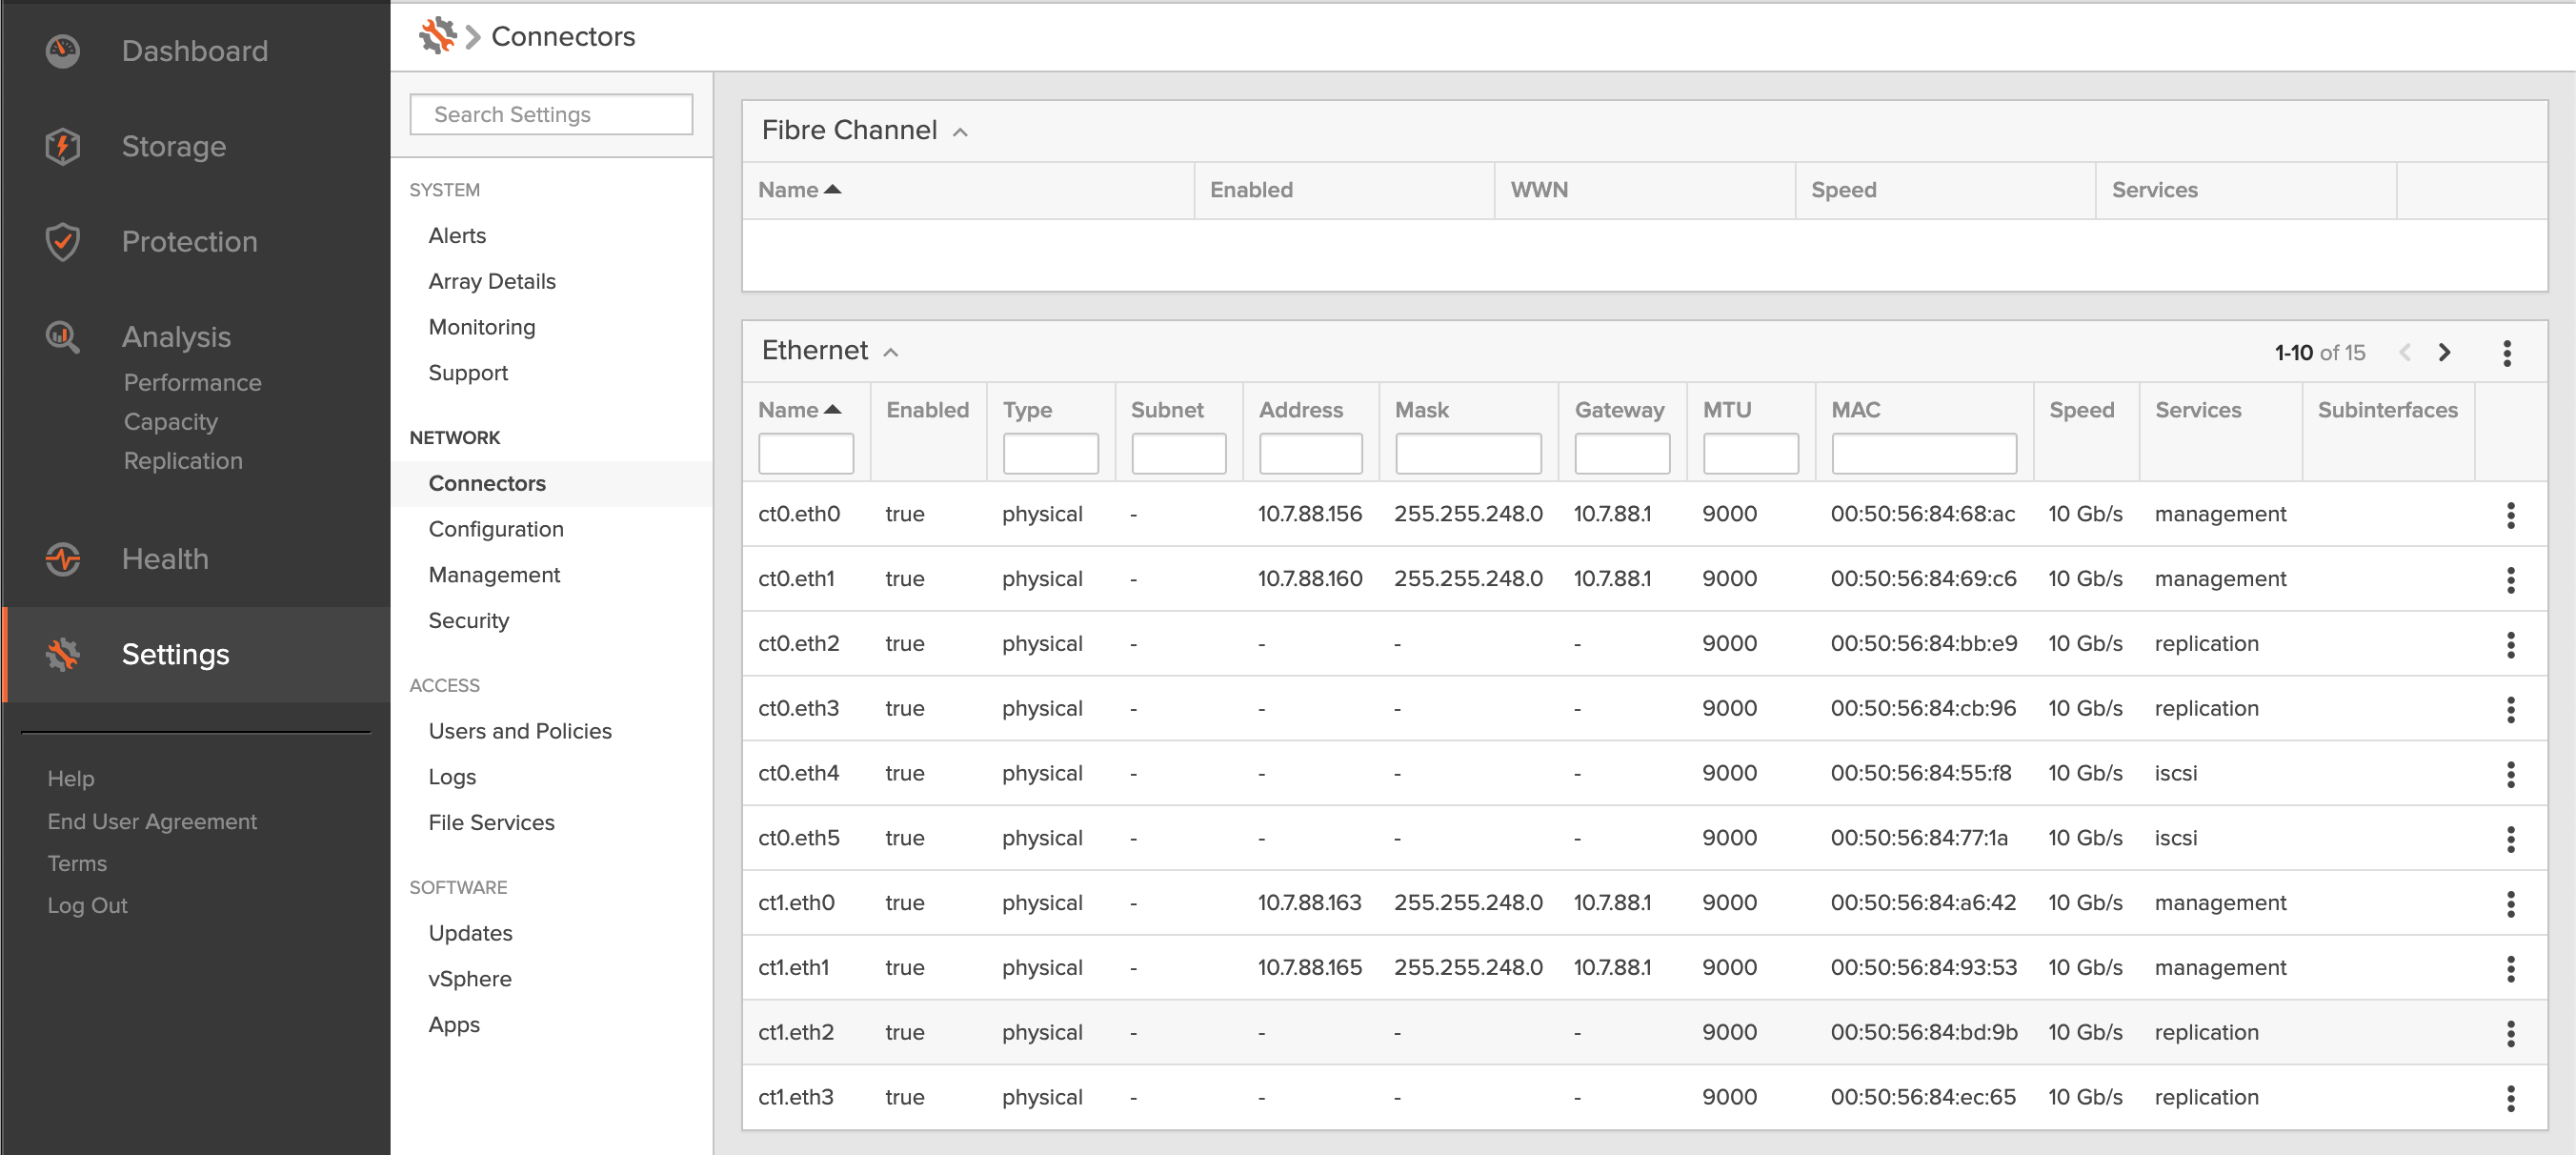 Dashboard
Storage
Protection
Analysis
Performance
Capacity
Replication
Health
Settings
Help
End User Agreement
Terms
Log Out
Connectors
Search Settings
SYSTEM
Alerts
Array Details
Monitoring
Support
NETWORK
Connectors
Configuration
Management
Security
ACCESS
Users and Policies
Logs
File Services
SOFTWARE
Updates
vSphere
Apps
Fibre Channel
Name Enabled WWN Speed Services
Ethernet 1-10 of 15
Name Enabled Type Subnet Address Mask Gateway MTU MAC Speed Services Subinterfaces
ct0.eth0 true physical - 10.7.88.156 255.255.248.0 10.7.88.1 9000 00:50:56:84:68:ac 10 Gb/s management
ct0.eth1 true physical - 10.7.88.160 255.255.248.0 10.7.88.1 9000 00:50:56:84:69:c6 10 Gb/s management
ct0.eth2 true physical - - - - 9000 00:50:56:84:bb:e9 10 Gb/s replication
ct0.eth3 true physical - - - - 9000 00:50:56:84:cb:96 10 Gb/s replication
ct0.eth4 true physical - - - - 9000 00:50:56:84:55:f8 10 Gb/s iscsi
ct0.eth5 true physical - - - - 9000 00:50:56:84:77:1a 10 Gb/s iscsi
ct1.eth0 true physical - 10.7.88.163 255.255.248.0 10.7.88.1 9000 00:50:56:84:a6:42 10 Gb/s management
ct1.eth1 true physical - 10.7.88.165 255.255.248.0 10.7.88.1 9000 00:50:56:84:93:53 10 Gb/s management
ct1.eth2 true physical - - - - 9000 00:50:56:84:bd:9b 10 Gb/s replication
ct1.eth3 true physical - - - - 9000 00:50:56:84:ec:65 10 Gb/s replication